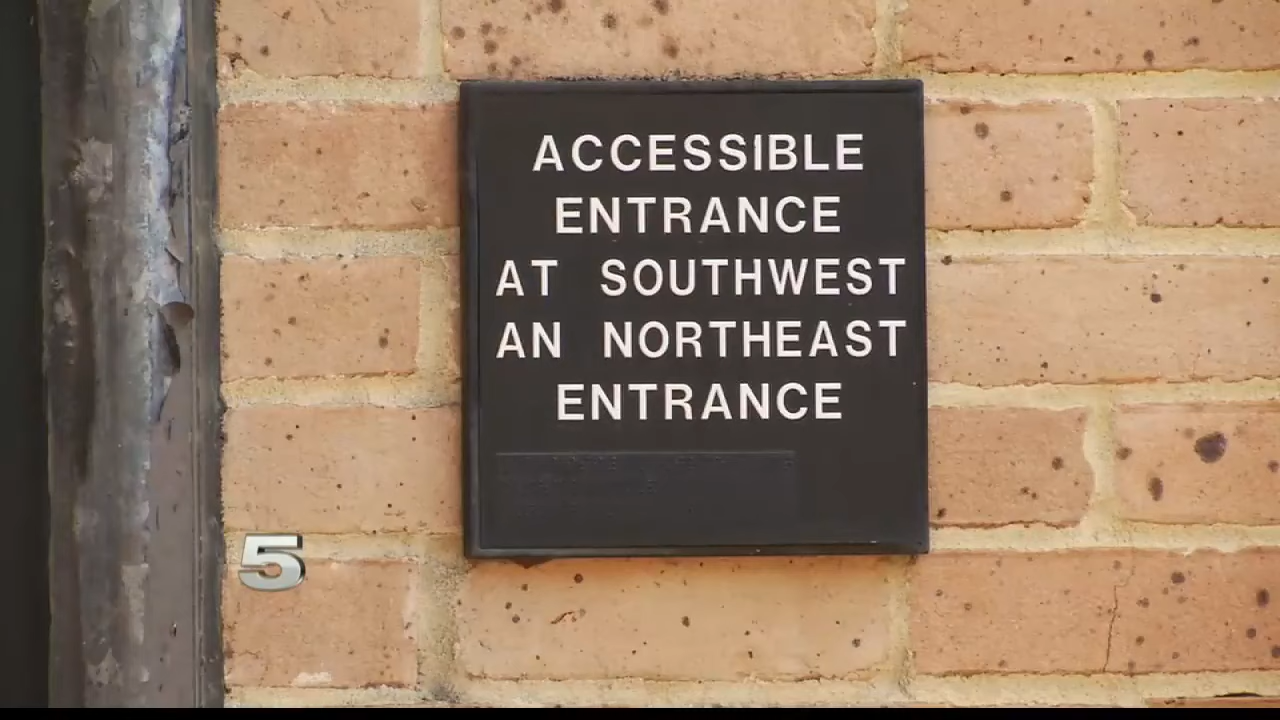 ACCESSIBLE
ENTRANCE
AT SOUTHWEST
AN NORTHEAST
ENTRANCE
5